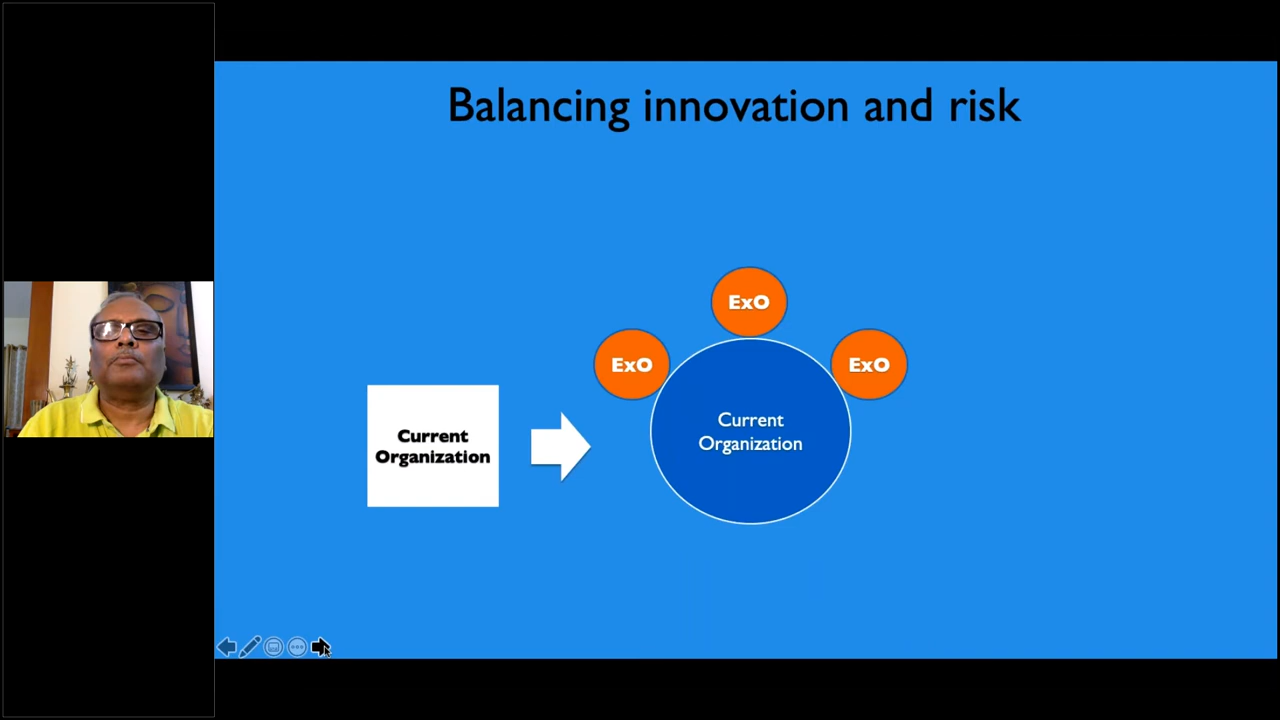 Balancing innovation and risk
ExO
ExO
ExO
Current
Organization
Current
Organization